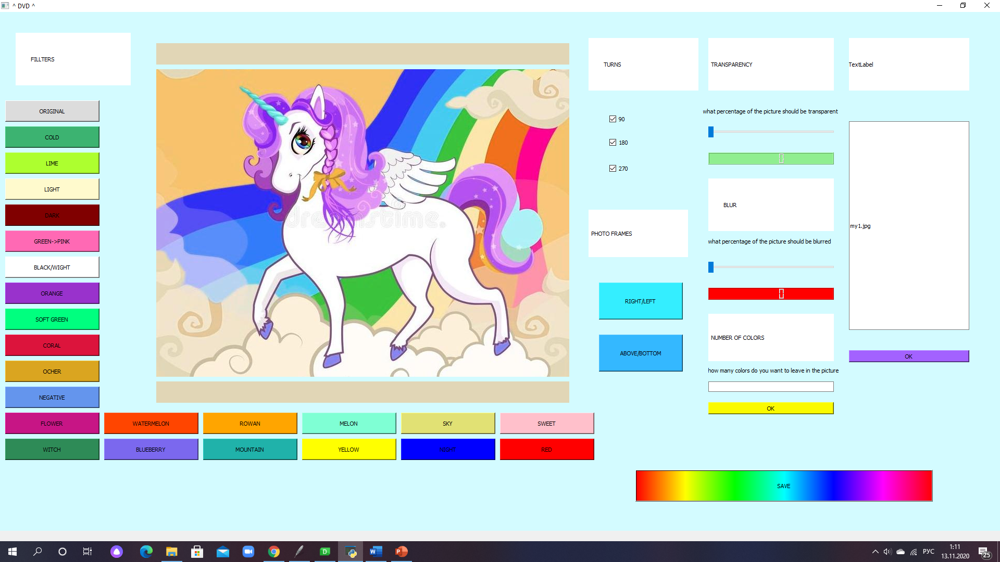 ^ DVD ^
FILLTERS
ORIGINAL
COLD
LIME
LIGHT
DARK
GREEN->PINK
BLACK/WIGHT
ORANGE
SOFT GREEN
CORAL
OCHER
NEGATIVE
FLOWER
WITCH
WATERMELON
ROWAN
MELON
SKY
SWEET
BLUEBERRY
MOUNTAIN
YELLOW
NIGHT
RED
dreamstime.
TURNS
90
180
270
PHOTO FRAMES
RIGHT/LEFT
ABOVE/BOTTOM
TRANSPARENCY
what percentage of the picture should be transparent
0
BLUR
what percentage of the picture should be blurred
0
NUMBER OF COLORS
how many colors do you want to leave in the picture
OK
TextLabel
my1.jpg
OK
SAVE
D
W
P
РУС
1:11
13.11.2020
25